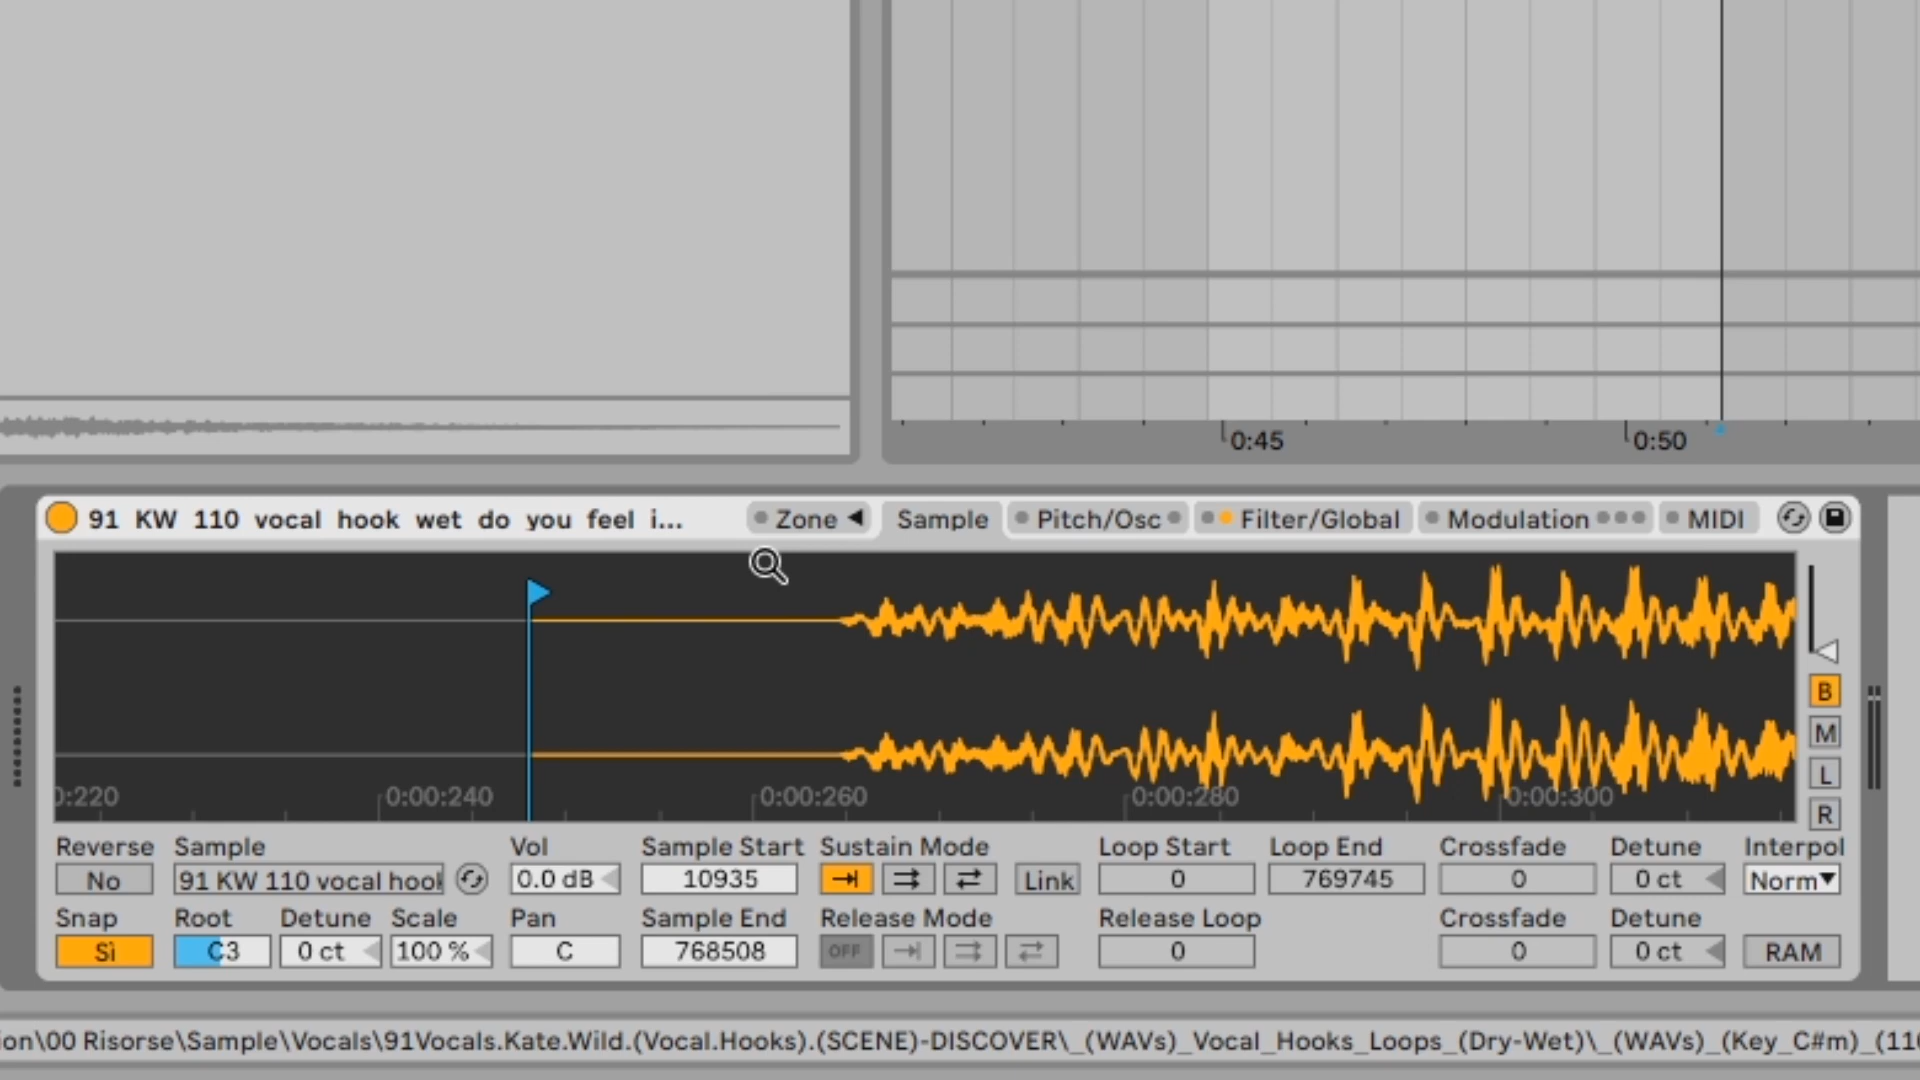 0:45 0:50
91 KW 110 vocal hook wet do you feel i... Zone Sample Pitch/Osc Filter/Global Modulation MIDI
B
M
L
R
0:220 0:00:240 0:00:260 0:00:280 0:00:300
Reverse Sample Vol Sample Start Sustain Mode Loop Start Loop End Crossfade Detune Interpol
No 91 KW 110 vocal hook 0.0 dB 10935 Link 0 769745 0 0 ct Norm
Snap Root Detune Scale Pan Sample End Release Mode Release Loop Crossfade Detune
Sì C3 0 ct 100 % C 768508 OFF 0 0 0 ct RAM
ion\00 Risorse\Sample\Vocals\91Vocals.Kate.Wild.(Vocal.Hooks).(SCENE)-DISCOVER\_(WAVs)_Vocal_Hooks_Loops_(Dry-Wet)\_(WAVs)_(Key_C#m)_(110